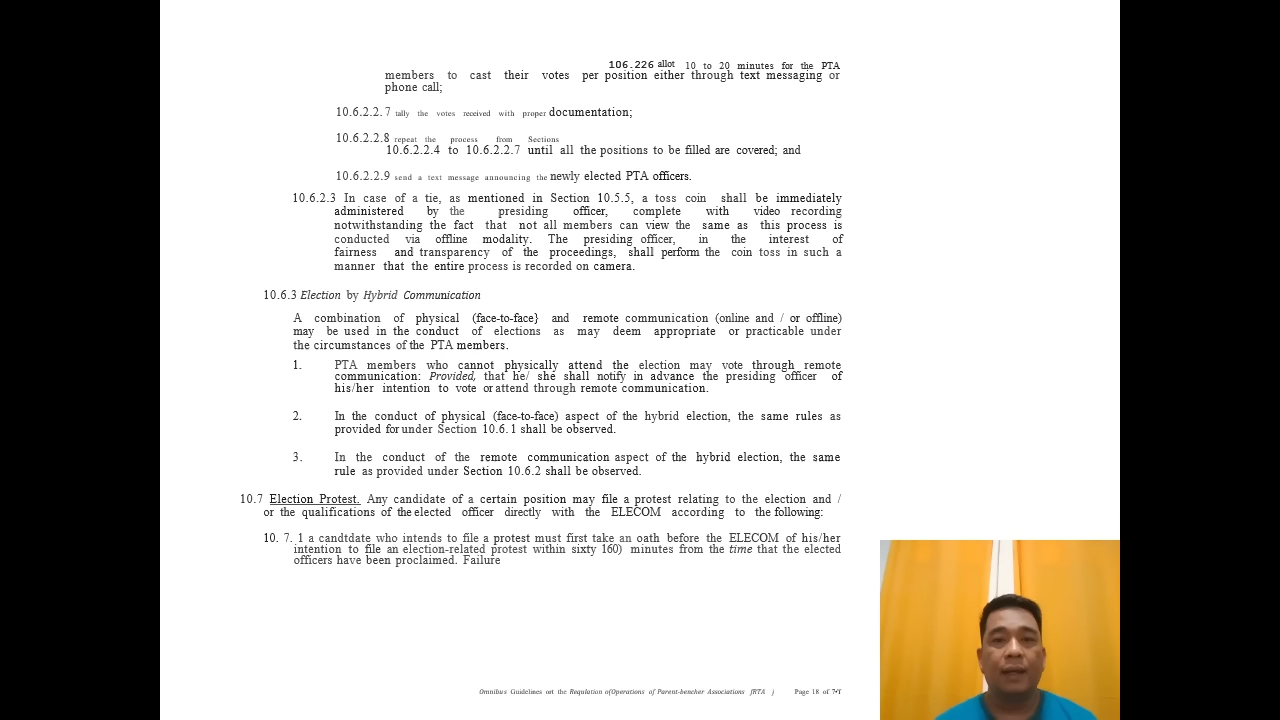 106.226 allot 10 to 20 minutes for the PTA
members to cast their votes per position either through text messaging or
phone call;
10.6.2.2.7 tally the votes received with proper documentation;
10.6.2.2.8 repeat the process from Sections
10.6.2.2.4 to 10.6.2.2.7 until all the positions to be filled are covered; and
10.6.2.2.9 send a text message announcing the newly elected PTA officers.
10.6.2.3 In case of a tie, as mentioned in Section 10.5.5, a toss coin shall be immediately
administered by the presiding officer, complete with video recording
notwithstanding the fact that not all members can view the same as this process is
conducted via offline modality. The presiding officer, in the interest of
fairness and transparency of the proceedings, shall perform the coin toss in such a
manner that the entire process is recorded on camera.
10.6.3 Election by Hybrid Communication
A combination of physical (face-to-face} and remote communication (online and / or offline)
may be used in the conduct of elections as may deem appropriate or practicable under
the circumstances of the PTA members.
1. PTA members who cannot physically attend the election may vote through remote
communication: Provided, that he/ she shall notify in advance the presiding officer of
his/her intention to vote or attend through remote communication.
2. In the conduct of physical (face-to-face) aspect of the hybrid election, the same rules as
provided for under Section 10.6.1 shall be observed.
3. In the conduct of the remote communication aspect of the hybrid election, the same
rule as provided under Section 10.6.2 shall be observed.
10.7 Election Protest. Any candidate of a certain position may file a protest relating to the election and /
or the qualifications of the elected officer directly with the ELECOM according to the following:
10. 7. 1 a candtdate who intends to file a protest must first take an oath before the ELECOM of his/her
intention to file an election-related protest within sixty 160) minutes from the time that the elected
officers have been proclaimed. Failure
Omnibus Guidelines on the Regulation of Operations of Parent-bencher Associations fRTA j Page 18 of